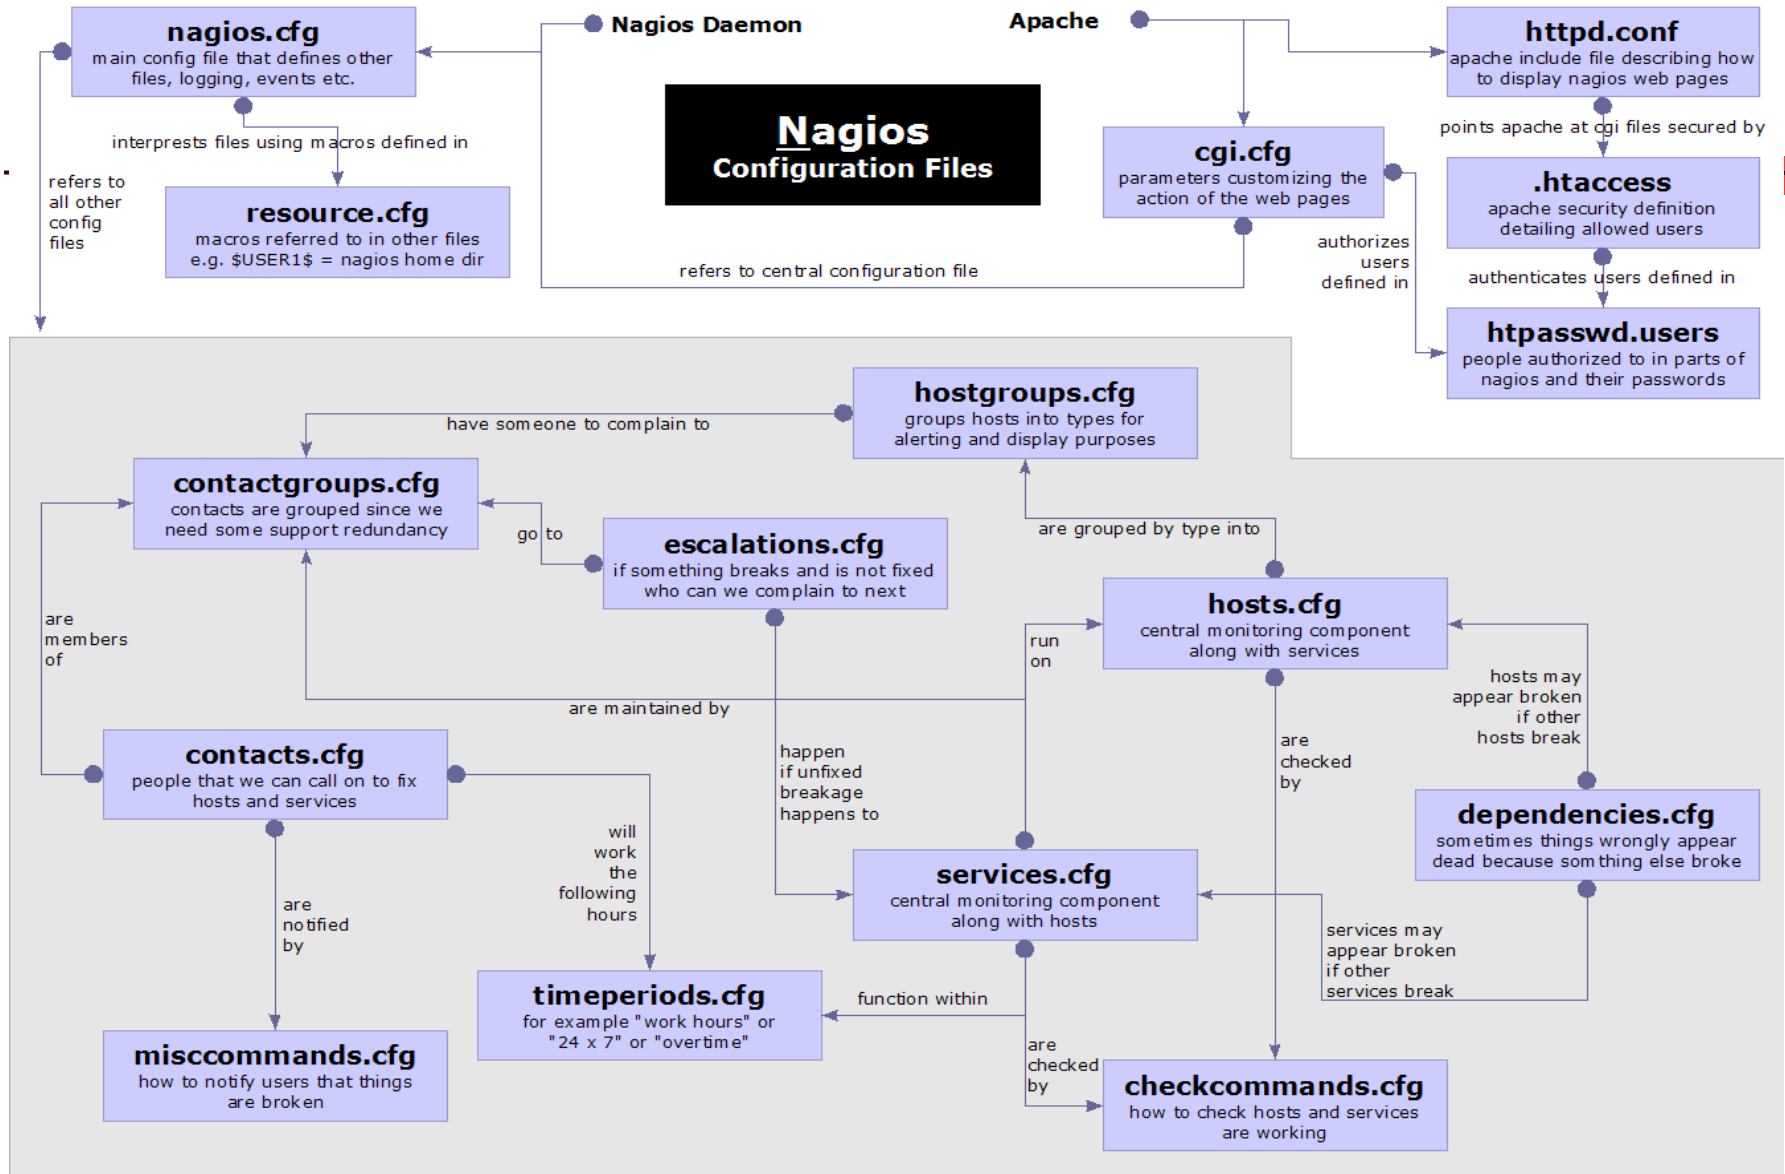 nagios.cfg
main config file that defines other
files, logging, events etc.
Nagios Daemon
Apache
httpd.conf
apache include file describing how
to display nagios web pages
Nagios
Configuration Files
interprests files using macros defined in
points apache at cgi files secured by
cgi.cfg
parameters customizing the
action of the web pages
refers to
all other
config
files
resource.cfg
macros referred to in other files
e.g. $USER1$ = nagios home dir
.htaccess
apache security definition
detailing allowed users
refers to central configuration file
authorizes
users
defined in
authenticates users defined in
htpasswd.users
people authorized to in parts of
nagios and their passwords
hostgroups.cfg
groups hosts into types for
alerting and display purposes
have someone to complain to
contactgroups.cfg
contacts are grouped since we
need some support redundancy
go to
escalations.cfg
if something breaks and is not fixed
who can we complain to next
are grouped by type into
hosts.cfg
central monitoring component
along with services
are
members
of
run
on
hosts may
appear broken
if other
hosts break
are maintained by
contacts.cfg
people that we can call on to fix
hosts and services
happen
if unfixed
breakage
happens to
are
checked
by
dependencies.cfg
sometimes things wrongly appear
dead because somthing else broke
will
work
the
following
hours
services.cfg
central monitoring component
along with hosts
are
notified
by
services may
appear broken
if other
services break
timeperiods.cfg
for example "work hours" or
"24 x 7" or "overtime"
function within
are
checked
by
misccommands.cfg
how to notify users that things
are broken
checkcommands.cfg
how to check hosts and services
are working